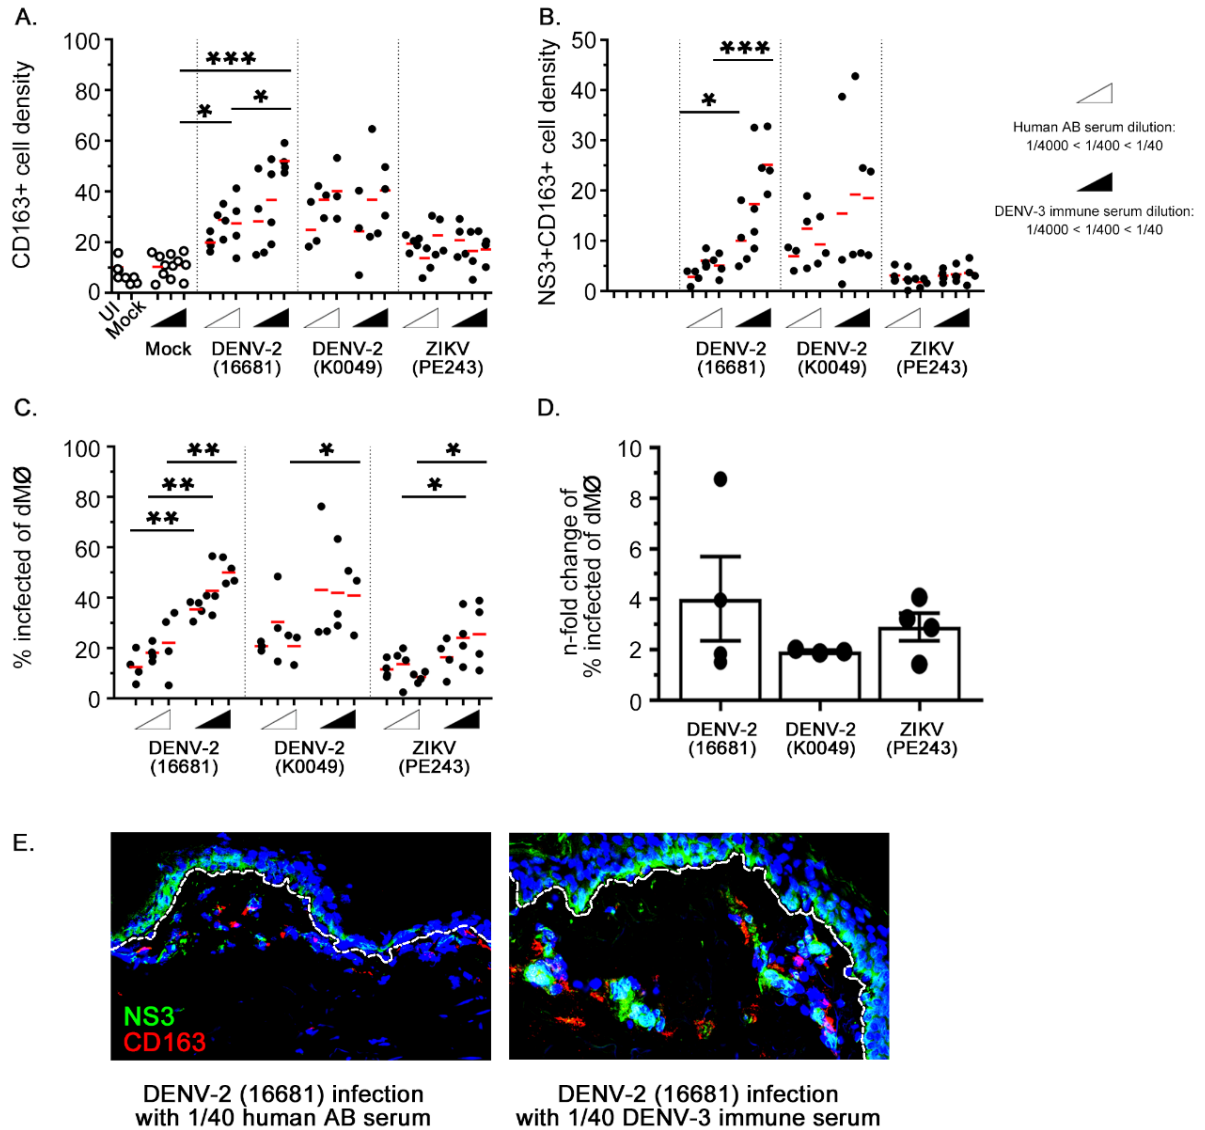 A.
CD163+ cell density
100
80
60
40
20
0
*** 
* *
UI
Mock
Mock
DENV-2
(16681)
DENV-2
(K0049)
ZIKV
(PE243)
B.
NS3+CD163+ cell density
50
40
30
20
10
0
***
*
DENV-2
(16681)
DENV-2
(K0049)
ZIKV
(PE243)
Human AB serum dilution:
1/4000 < 1/400 < 1/40
DENV-3 immune serum dilution:
1/4000 < 1/400 < 1/40
C.
% incfected of dMØ
100
80
60
40
20
0
** * *
** *
**
DENV-2
(16681)
DENV-2
(K0049)
ZIKV
(PE243)
D.
n-fold change of
% incfected of dMØ
10
8
6
4
2
0
DENV-2
(16681)
DENV-2
(K0049)
ZIKV
(PE243)
E.
NS3
CD163
DENV-2 (16681) infection
with 1/40 human AB serum
DENV-2 (16681) infection
with 1/40 DENV-3 immune serum